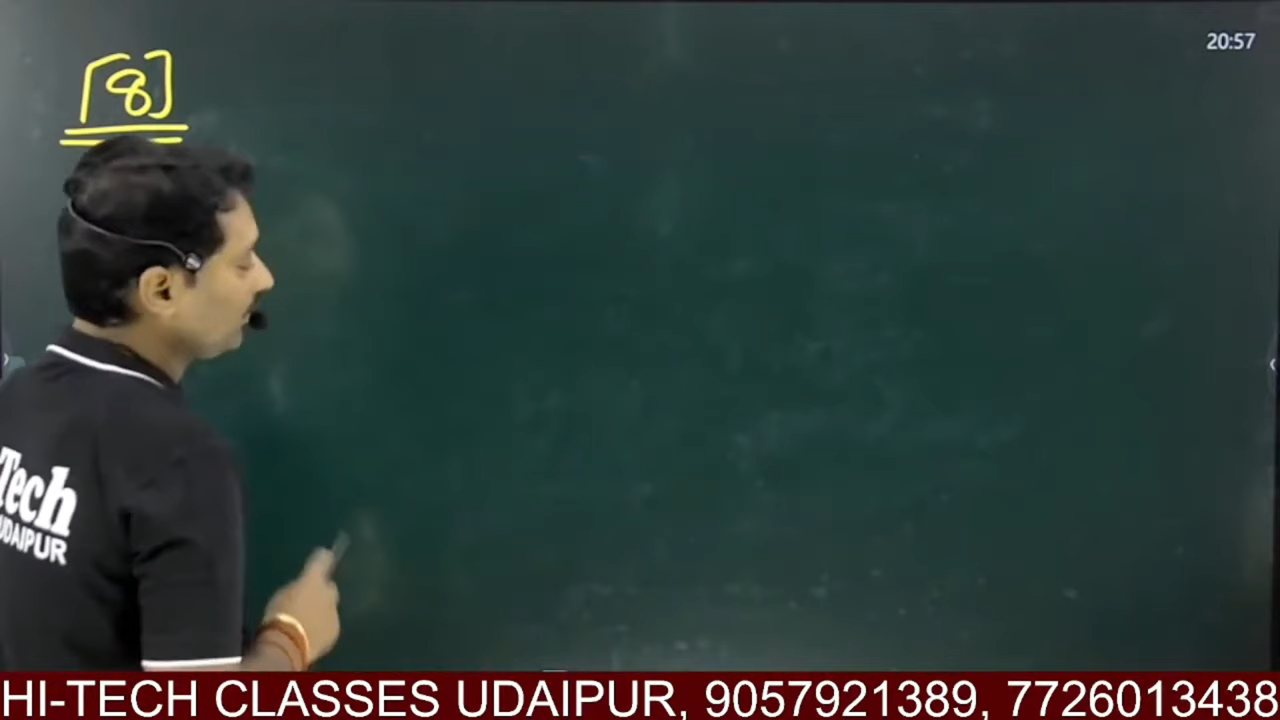 20:57
[8]
Tech
UDAIPUR
HI-TECH CLASSES UDAIPUR, 9057921389, 7726013438